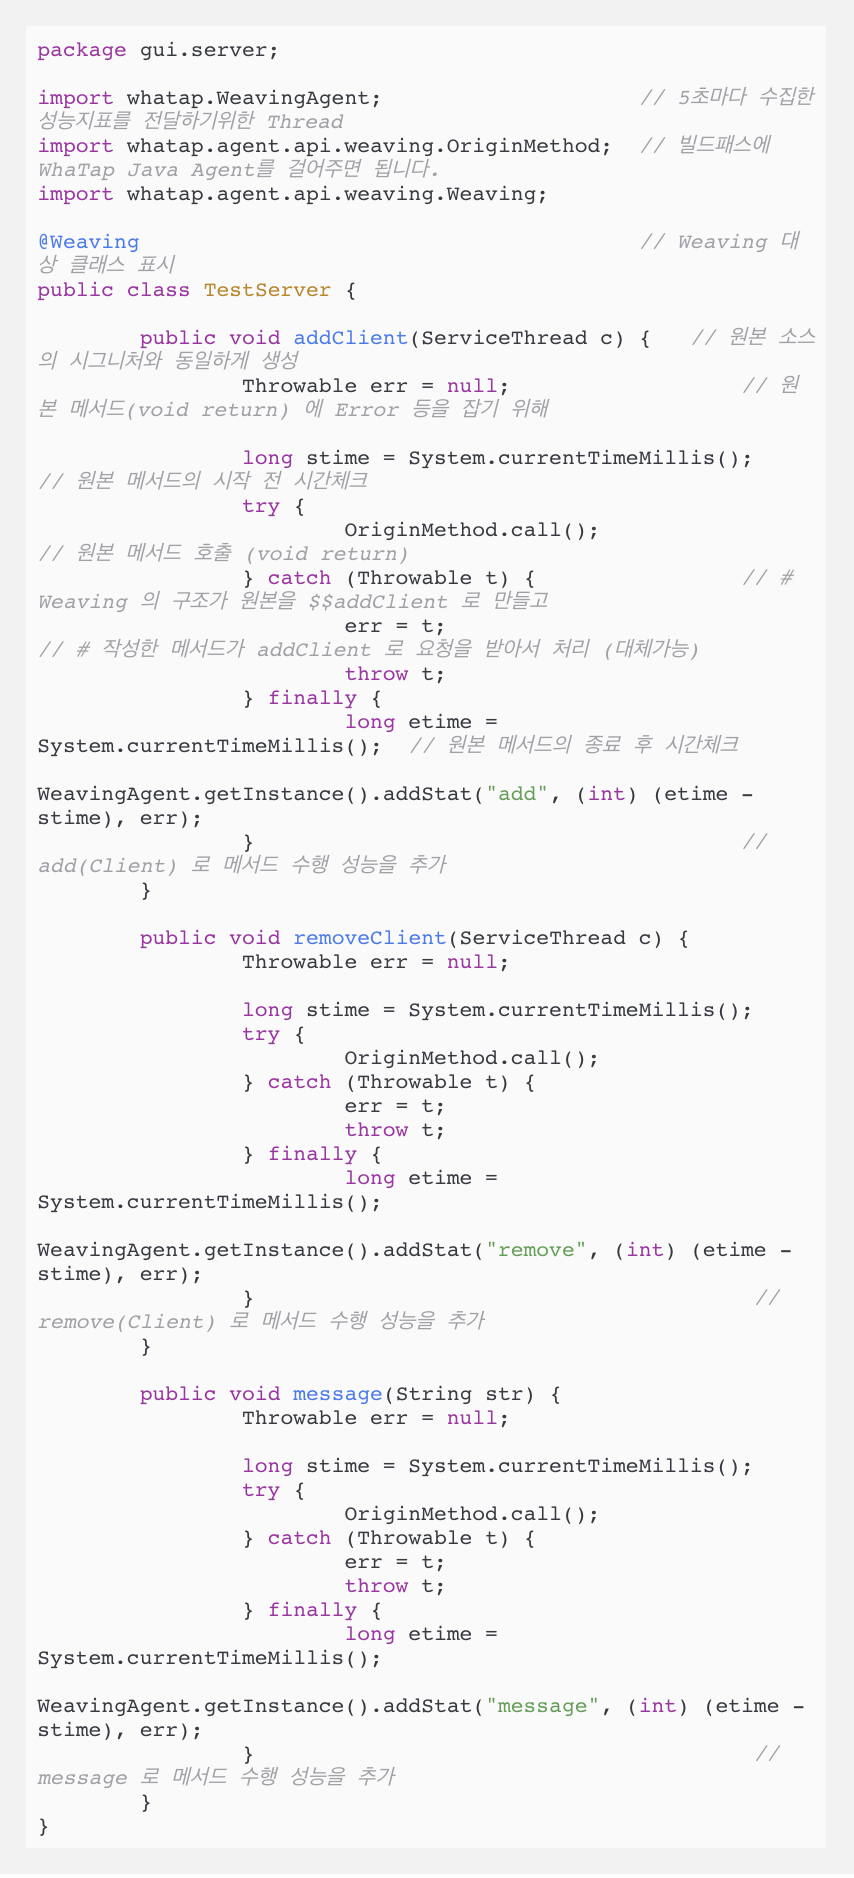 package gui.server;
import whatap.WeavingAgent; // 5초마다 수집한
성능지표를 전달하기위한 Thread
import whatap.agent.api.weaving.OriginMethod; // 빌드패스에
WhaTap Java Agent를 걸어주면 됩니다.
import whatap.agent.api.weaving.Weaving;
@Weaving // Weaving 대
상 클래스 표시
public class TestServer {
public void addClient(ServiceThread c) { // 원본 소스
의 시그니처와 동일하게 생성
Throwable err = null; // 원
본 메서드(void return) 에 Error 등을 잡기 위해
long stime = System.currentTimeMillis();
// 원본 메서드의 시작 전 시간체크
try {
OriginMethod.call();
// 원본 메서드 호출 (void return)
} catch (Throwable t) { // #
Weaving 의 구조가 원본을 $$addClient 로 만들고
err = t;
// # 작성한 메서드가 addClient 로 요청을 받아서 처리 (대체가능)
throw t;
} finally {
long etime =
System.currentTimeMillis(); // 원본 메서드의 종료 후 시간체크
WeavingAgent.getInstance().addStat("add", (int) (etime -
stime), err);
} //
add(Client) 로 메서드 수행 성능을 추가
}
public void removeClient(ServiceThread c) {
Throwable err = null;
long stime = System.currentTimeMillis();
try {
OriginMethod.call();
} catch (Throwable t) {
err = t;
throw t;
} finally {
long etime =
System.currentTimeMillis();
WeavingAgent.getInstance().addStat("remove", (int) (etime -
stime), err);
} //
remove(Client) 로 메서드 수행 성능을 추가
}
public void message(String str) {
Throwable err = null;
long stime = System.currentTimeMillis();
try {
OriginMethod.call();
} catch (Throwable t) {
err = t;
throw t;
} finally {
long etime =
System.currentTimeMillis();
WeavingAgent.getInstance().addStat("message", (int) (etime -
stime), err);
} //
message 로 메서드 수행 성능을 추가
}
}